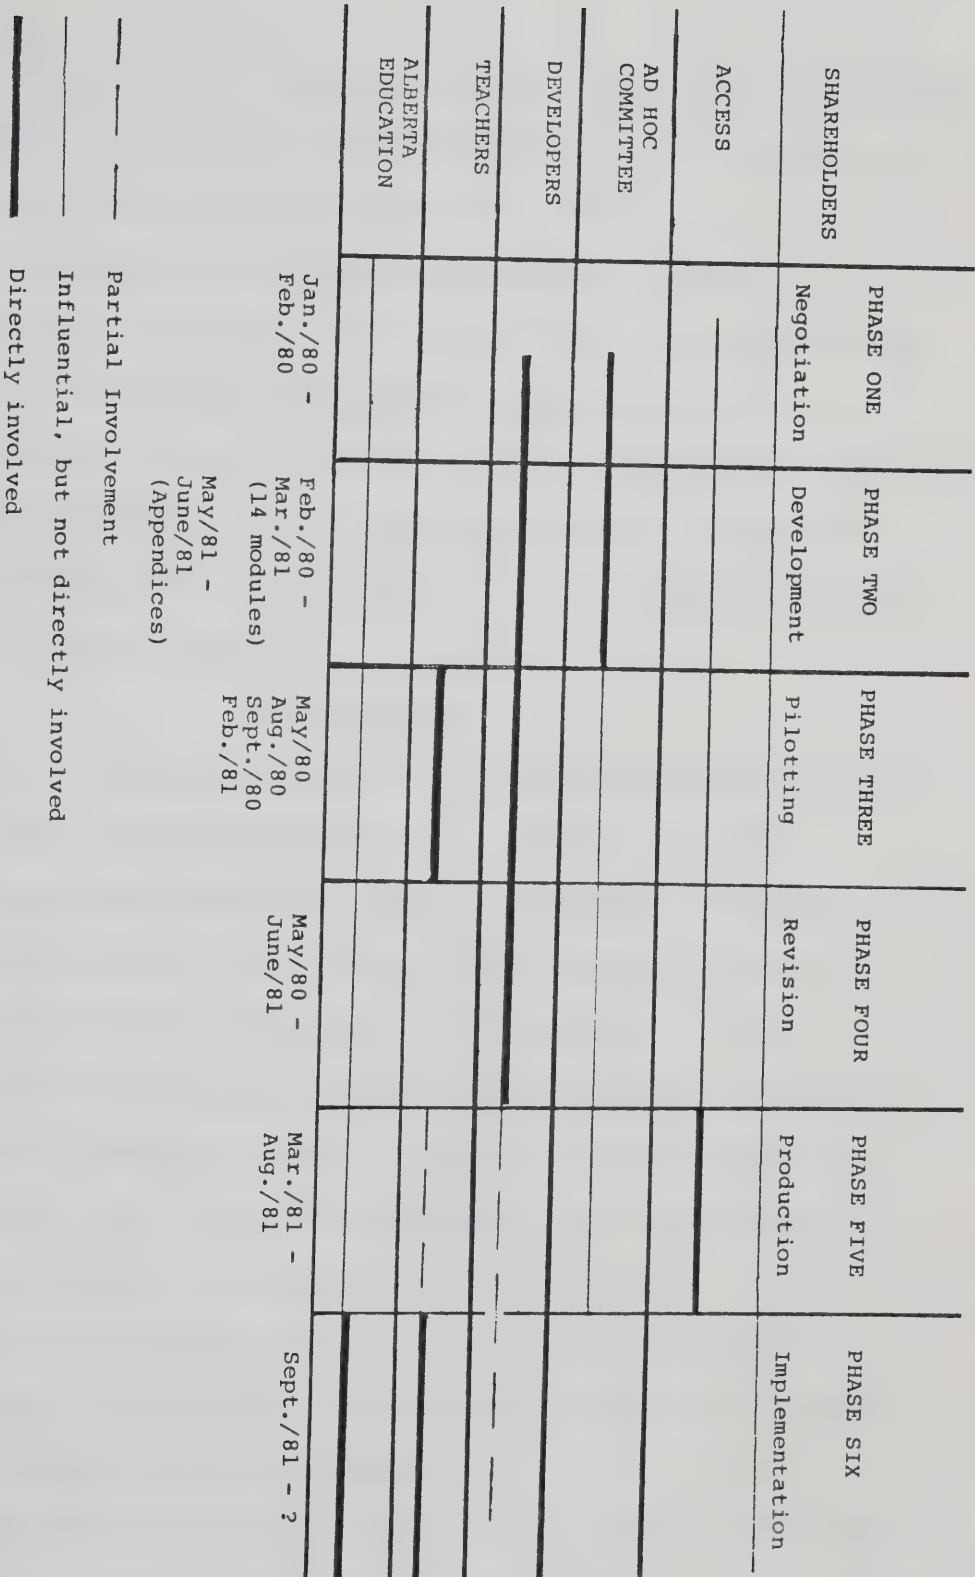 SHAREHOLDERS
PHASE ONE
Negotiation
PHASE TWO
Development
PHASE THREE
Pilotting
PHASE FOUR
Revision
PHASE FIVE
Production
PHASE SIX
Implementation
ACCESS
AD HOC
COMMITTEE
DEVELOPERS
TEACHERS
ALBERTA
EDUCATION
Jan./80 -
Feb./80
Feb./80 -
Mar./81
(14 modules)
May/81 -
June/81
(Appendices)
May/80
Aug./80
Sept./80
Feb./81
May/80 -
June/81
Mar./81 -
Aug./81
Sept./81 - ?
Partial Involvement
Influential, but not directly involved
Directly involved